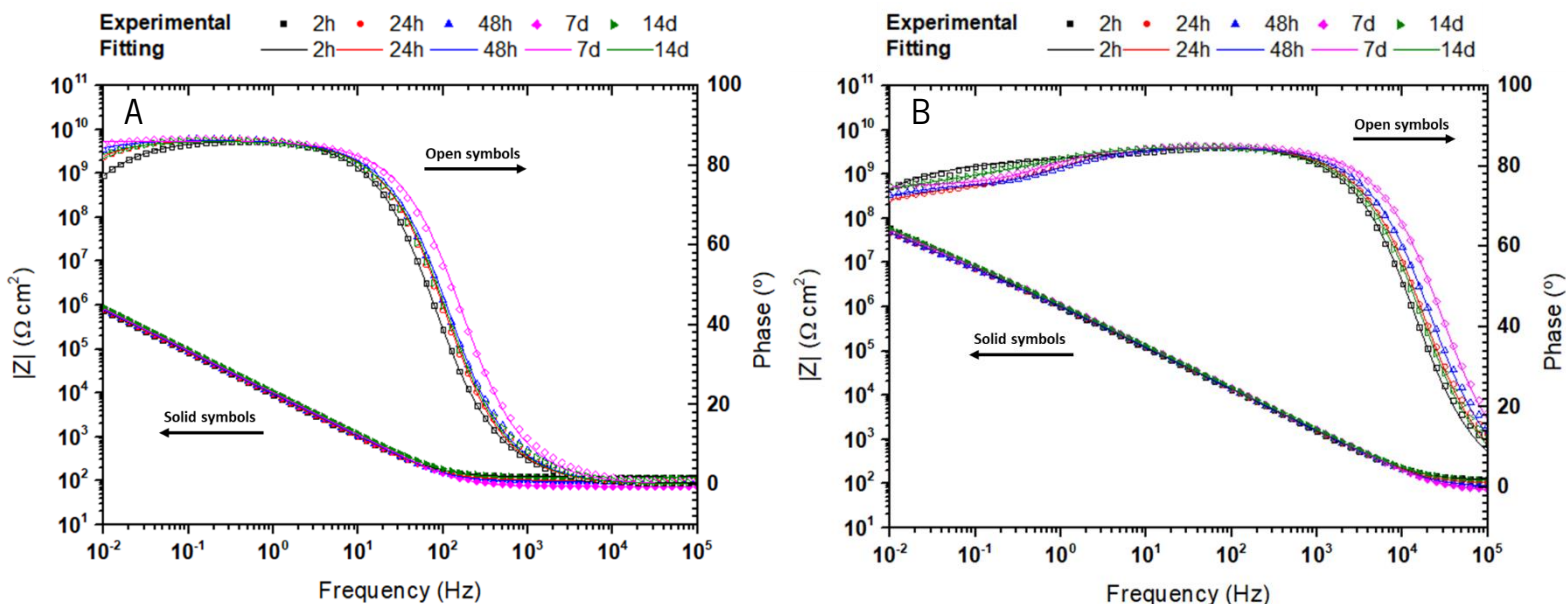 Experimental 2h 24h 48h 7d 14d
Fitting 2h 24h 48h 7d 14d
A
10^11 10^10 10^9 10^8 10^7 10^6 10^5 10^4 10^3 10^2 10^1
|Z| (Ω cm²)
100 80 60 40 20 0
Phase (º)
Open symbols
Solid symbols
10^-2 10^-1 10^0 10^1 10^2 10^3 10^4 10^5
Frequency (Hz)
Experimental 2h 24h 48h 7d 14d
Fitting 2h 24h 48h 7d 14d
B
10^11 10^10 10^9 10^8 10^7 10^6 10^5 10^4 10^3 10^2 10^1
|Z| (Ω cm²)
100 80 60 40 20 0
Phase (º)
Open symbols
Solid symbols
10^-2 10^-1 10^0 10^1 10^2 10^3 10^4 10^5
Frequency (Hz)